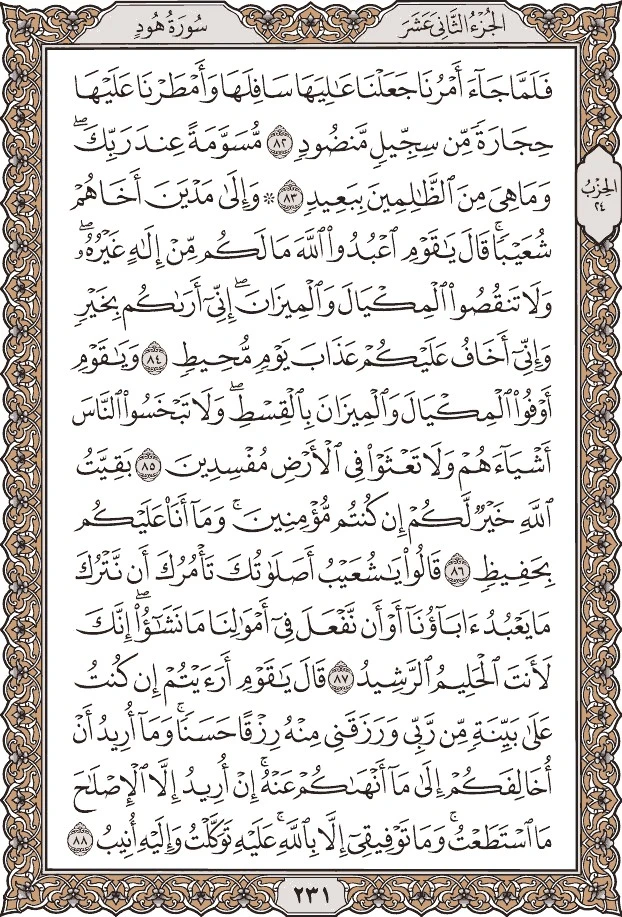 الجُزْءُ الثَّانِي عَشَرَ
سُورَةُ هُودٍ
فَلَمَّا جَآءَ أَمْرُنَا جَعَلْنَا عَٰلِيَهَا سَافِلَهَا وَأَمْطَرْنَا عَلَيْهَا
حِجَارَةً مِّن سِجِّيلٍ مَّنضُودٍ ٨٢ مُّسَوَّمَةً عِندَ رَبِّكَۖ
وَمَا هِىَ مِنَ ٱلظَّٰلِمِينَ بِبَعِيدٍ ٨٣ ۞ وَإِلَىٰ مَدْيَنَ أَخَاهُمْ
شُعَيْبًاۚ قَالَ يَٰقَوْمِ ٱعْبُدُوا۟ ٱللَّهَ مَا لَكُم مِّنْ إِلَٰهٍ غَيْرُهُۥۖ
وَلَا تَنقُصُوا۟ ٱلْمِكْيَالَ وَٱلْمِيزَانَۖ إِنِّىٓ أَرَىٰكُم بِخَيْرٍ
وَإِنِّىٓ أَخَافُ عَلَيْكُمْ عَذَابَ يَوْمٍ مُّحِيطٍ ٨٤ وَيَٰقَوْمِ
أَوْفُوا۟ ٱلْمِكْيَالَ وَٱلْمِيزَانَ بِٱلْقِسْطِۖ وَلَا تَبْخَسُوا۟ ٱلنَّاسَ
أَشْيَآءَهُمْ وَلَا تَعْثَوْا۟ فِى ٱلْأَرْضِ مُفْسِدِينَ ٨٥ بَقِيَّتُ
ٱللَّهِ خَيْرٌ لَّكُمْ إِن كُنتُم مُّؤْمِنِينَۚ وَمَآ أَنَا۠ عَلَيْكُم
بِحَفِيظٍ ٨٦ قَالُوا۟ يَٰشُعَيْبُ أَصَلَوٰتُكَ تَأْمُرُكَ أَن نَّتْرُكَ
مَا يَعْبُدُ ءَابَآؤُنَآ أَوْ أَن نَّفْعَلَ فِىٓ أَمْوَٰلِنَا مَا نَشَٰٓؤُا۟ۖ إِنَّكَ
لَأَنتَ ٱلْحَلِيمُ ٱلرَّشِيدُ ٨٧ قَالَ يَٰقَوْمِ أَرَءَيْتُمْ إِن كُنتُ
عَلَىٰ بَيِّنَةٍ مِّن رَّبِّى وَرَزَقَنِى مِنْهُ رِزْقًا حَسَنًاۚ وَمَآ أُرِيدُ أَنْ
أُخَالِفَكُمْ إِلَىٰ مَآ أَنْهَىٰكُمْ عَنْهُۚ إِنْ أُرِيدُ إِلَّا ٱلْإِصْلَٰحَ
مَا ٱسْتَطَعْتُۚ وَمَا تَوْفِيقِىٓ إِلَّا بِٱللَّهِۚ عَلَيْهِ تَوَكَّلْتُ وَإِلَيْهِ أُنِيبُ ٨٨
الحِزْبُ
٢٤
٢٣١